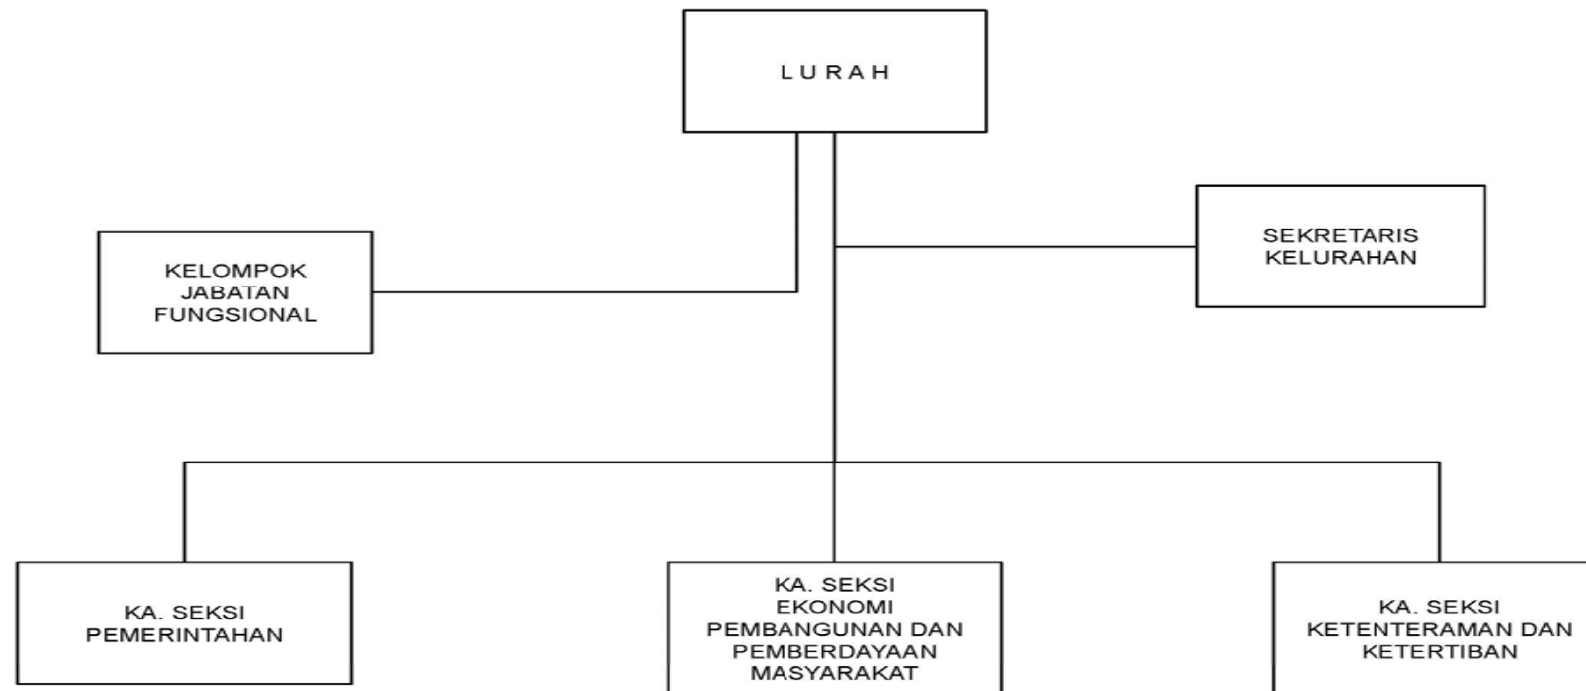 L U R A H
SEKRETARIS
KELURAHAN
KELOMPOK
JABATAN
FUNGSIONAL
KA. SEKSI
PEMERINTAHAN
KA. SEKSI
EKONOMI
PEMBANGUNAN DAN
PEMBERDAYAAN
MASYARAKAT
KA. SEKSI
KETENTERAMAN DAN
KETERTIBAN